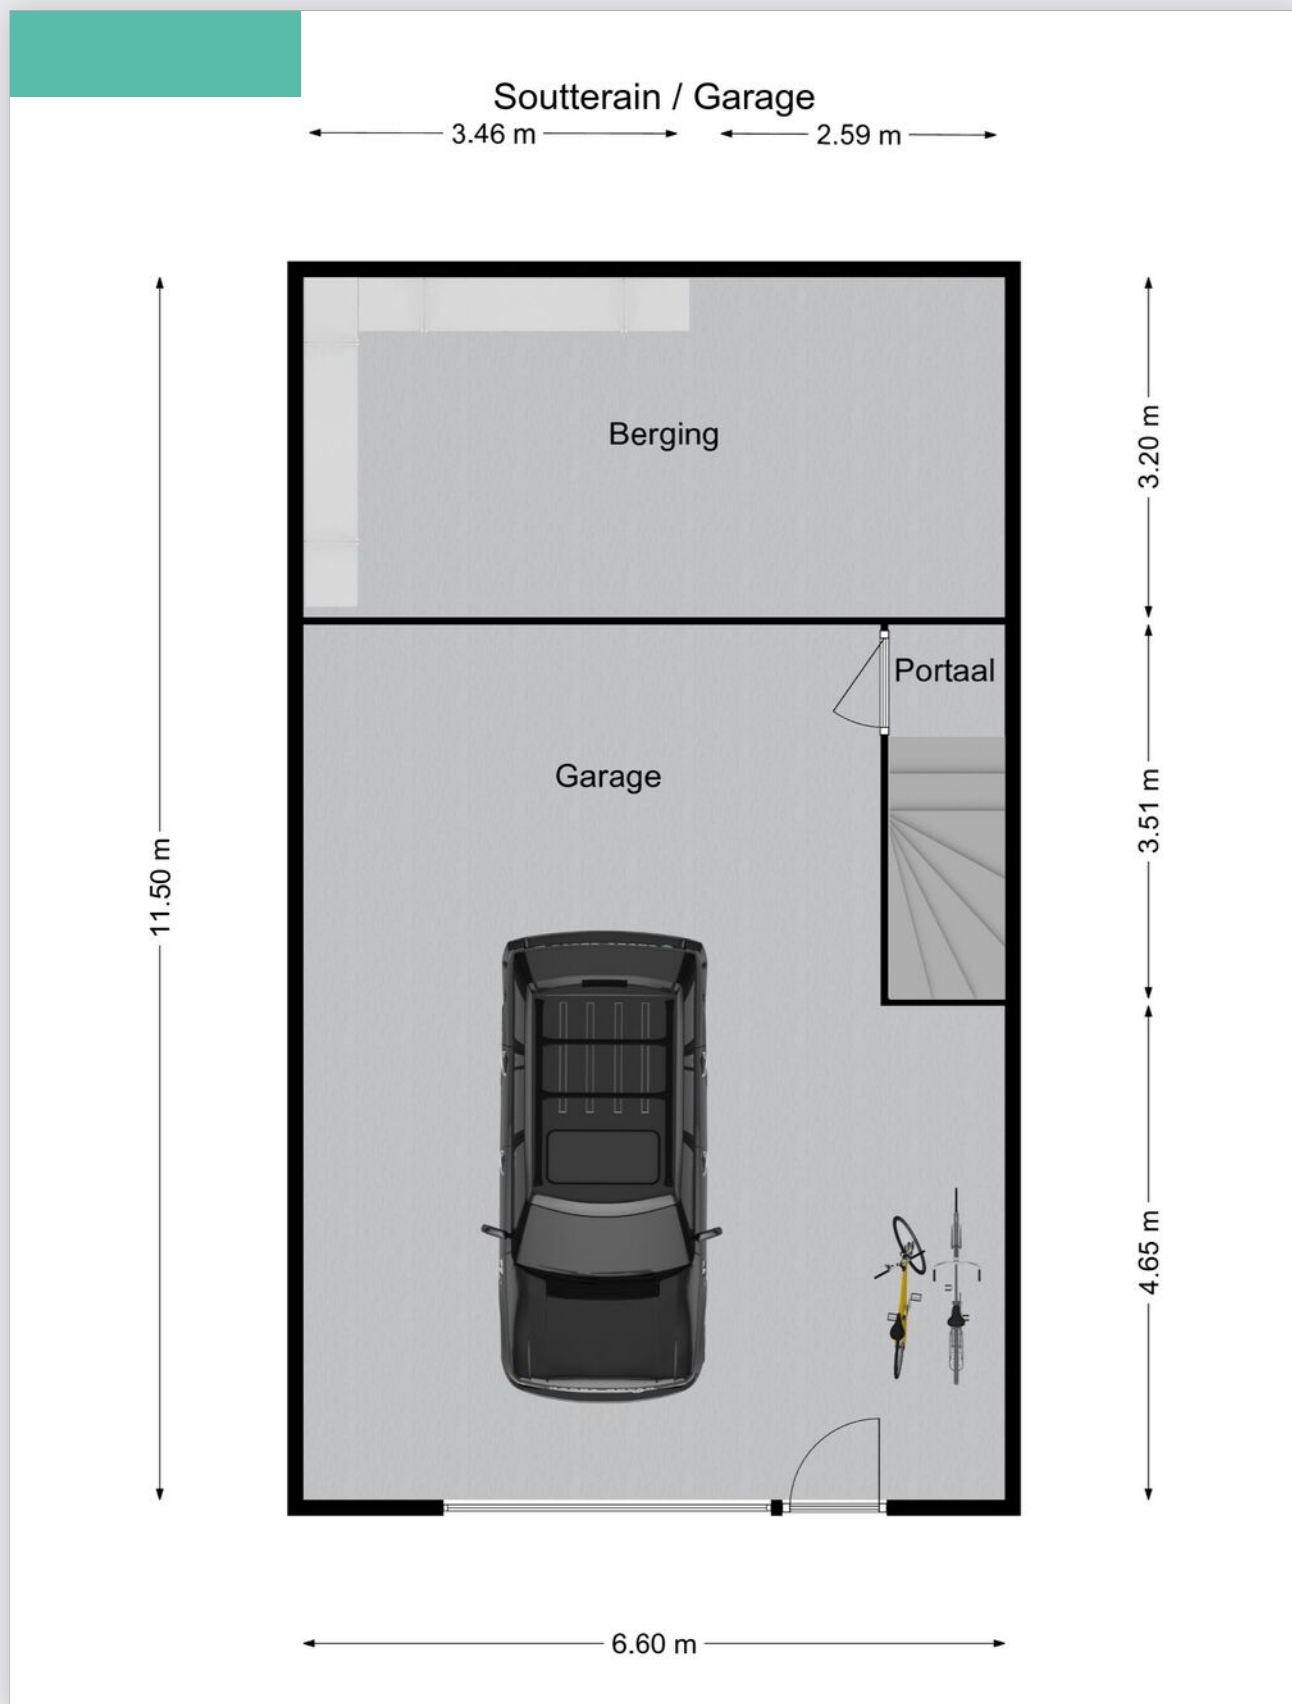 Soutterain / Garage
3.46 m
2.59 m
Berging
3.20 m
Portaal
Garage
3.51 m
11.50 m
4.65 m
6.60 m